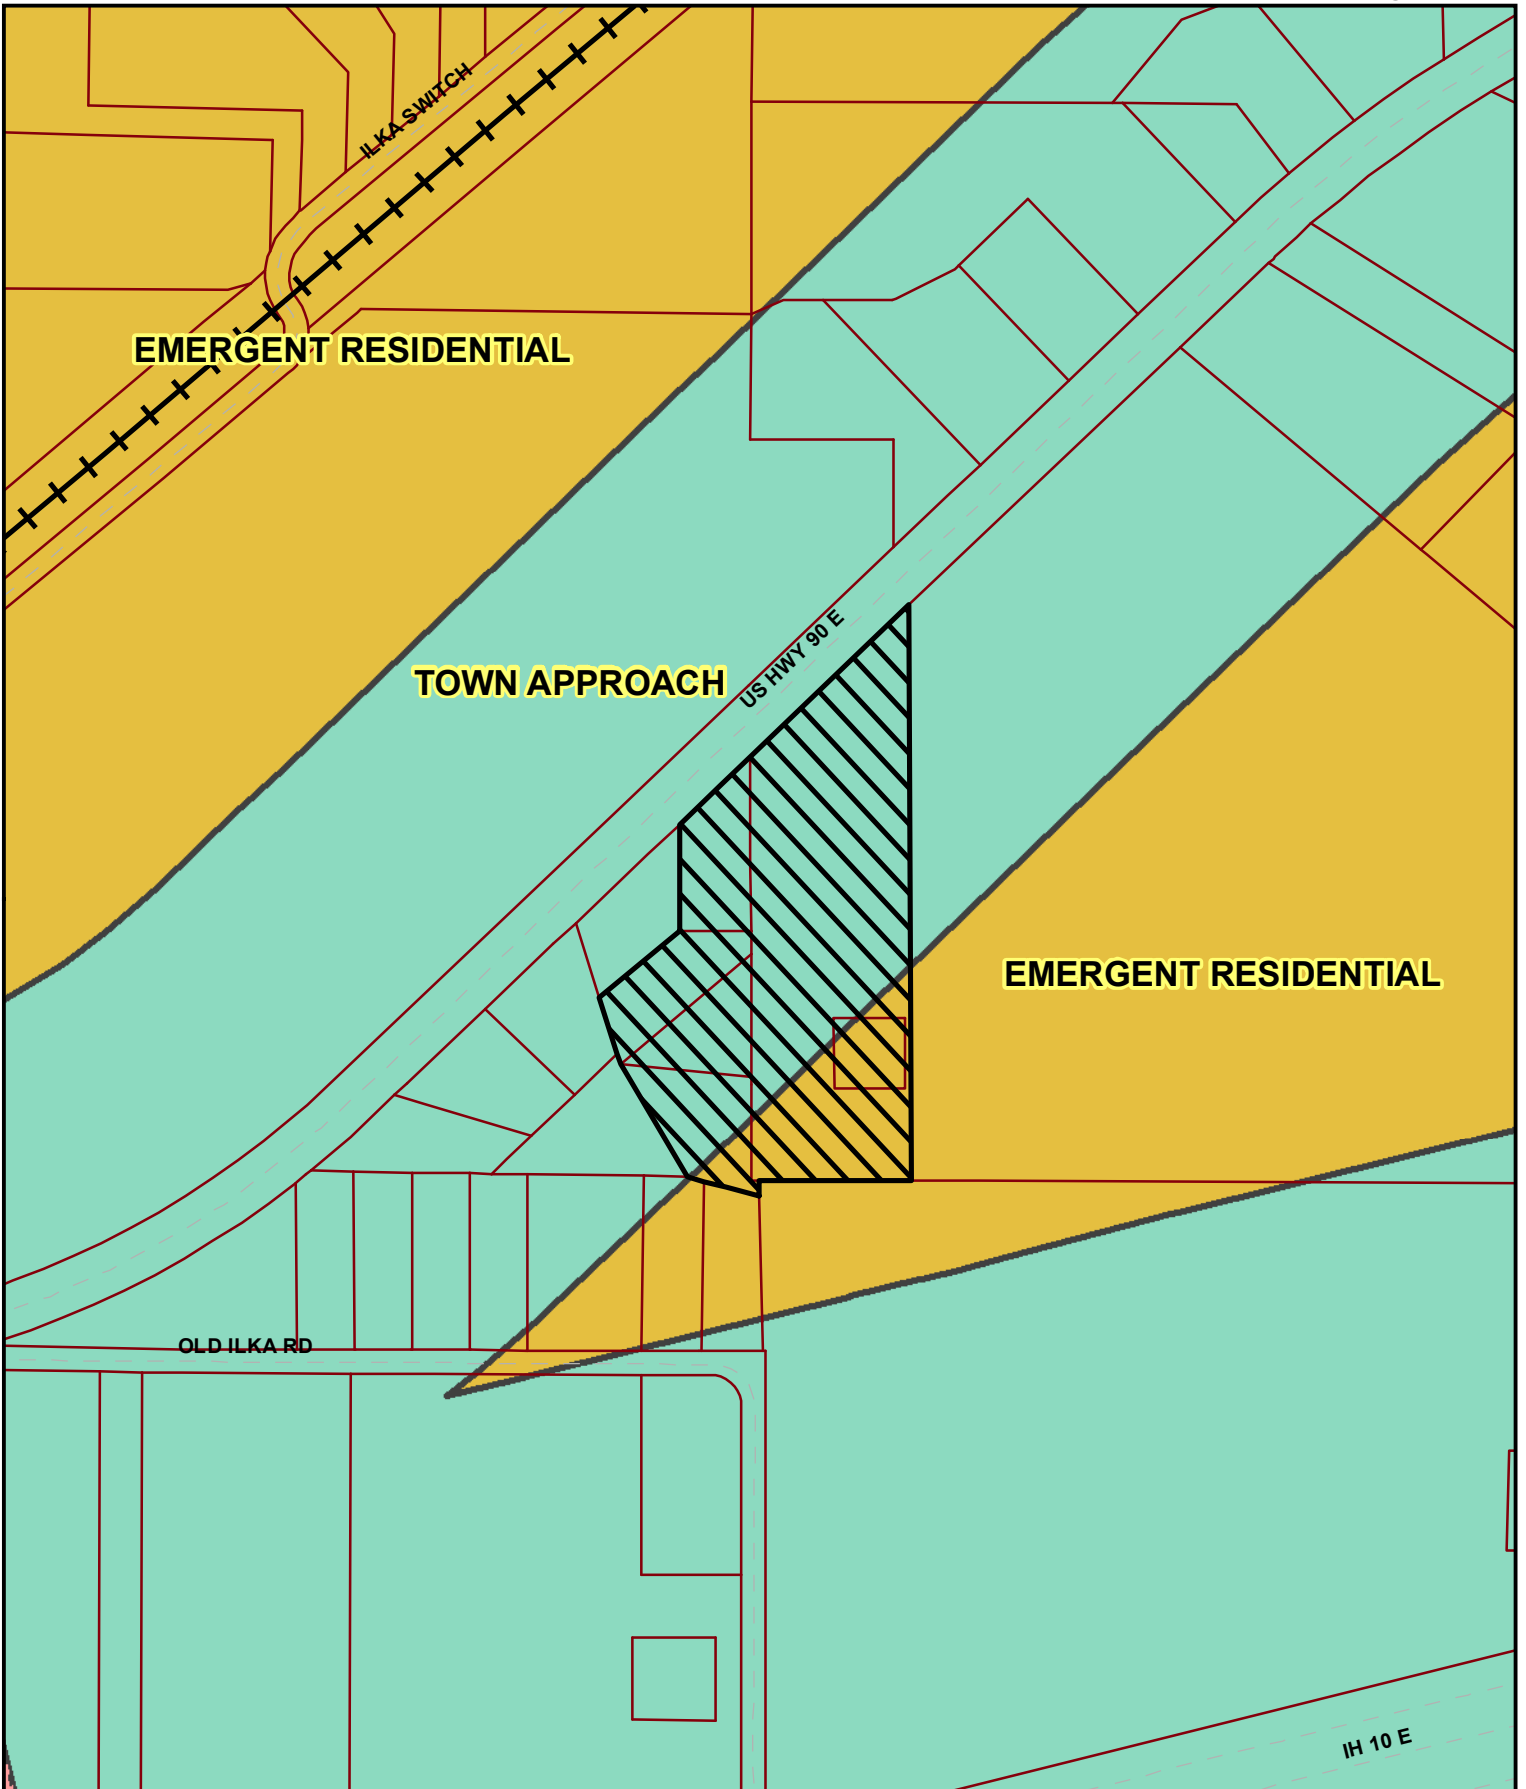 ILKA SWITCH
EMERGENT RESIDENTIAL
US HWY 90 E
TOWN APPROACH
EMERGENT RESIDENTIAL
OLD ILKA RD
IH 10 E